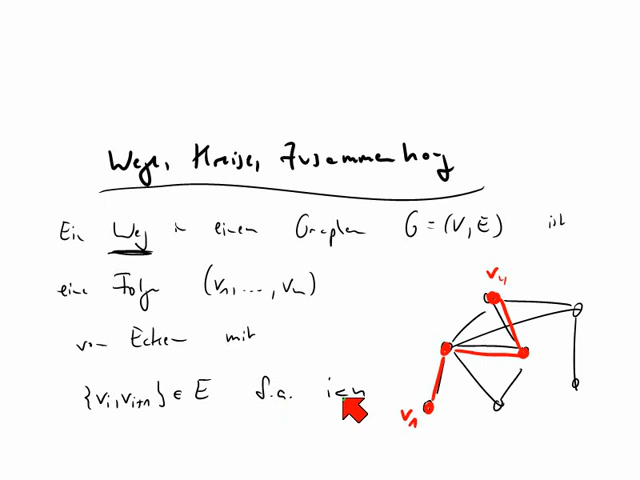 Wege, Kreise, Zusammenhang
Ein Weg in einem Graphen G = (V, E) ist
eine Folge (v₁, ..., vₙ)
v₄
von Ecken mit
{vᵢ, vᵢ₊₁} ∈ E f.a. i<n
v₁